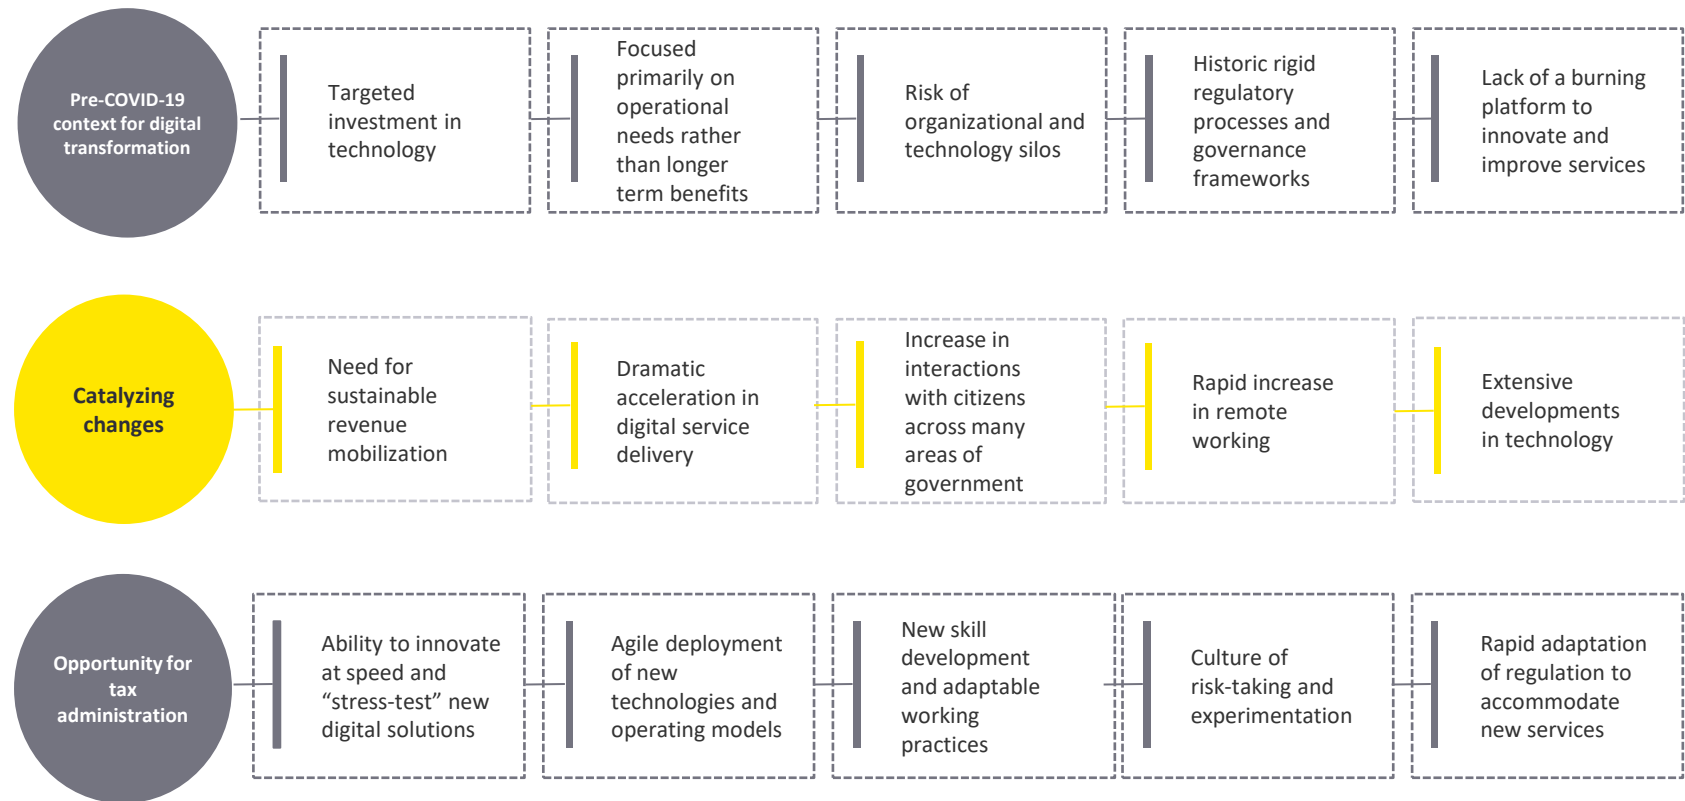 Pre-COVID-19
context for digital
transformation
Targeted
investment in
technology
Focused
primarily on
operational
needs rather
than longer
term benefits
Risk of
organizational and
technology silos
Historic rigid
regulatory
processes and
governance
frameworks
Lack of a burning
platform to
innovate and
improve services
Catalyzing
changes
Need for
sustainable
revenue
mobilization
Dramatic
acceleration in
digital service
delivery
Increase in
interactions
with citizens
across many
areas of
government
Rapid increase
in remote
working
Extensive
developments
in technology
Opportunity for
tax
administration
Ability to innovate
at speed and
“stress-test” new
digital solutions
Agile deployment
of new
technologies and
operating models
New skill
development
and adaptable
working
practices
Culture of
risk-taking and
experimentation
Rapid adaptation
of regulation to
accommodate
new services